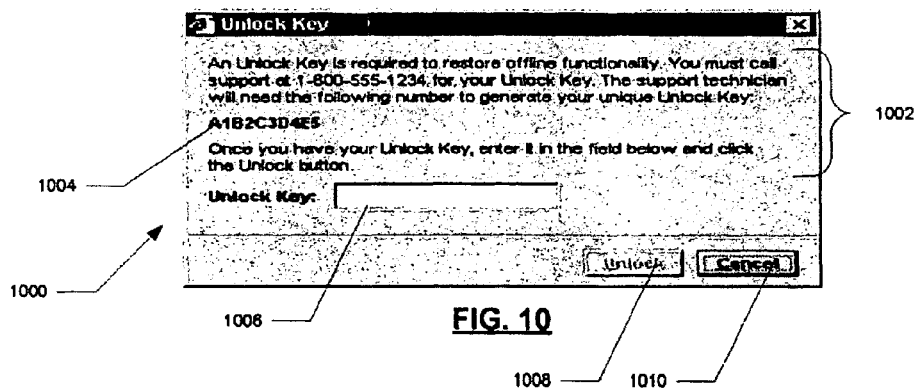 Unlock Key
An Unlock Key is required to restore offline functionality. You must call
support at 1-800-555-1234, for your Unlock Key. The support technician
will need the following number to generate your unique Unlock Key:
1002
A1B2C3D4E5
Once you have your Unlock Key, enter it in the field below and click
the Unlock button.
1004
Unlock Key:
Unlock Cancel
1000
1006
FIG. 10
1008 1010